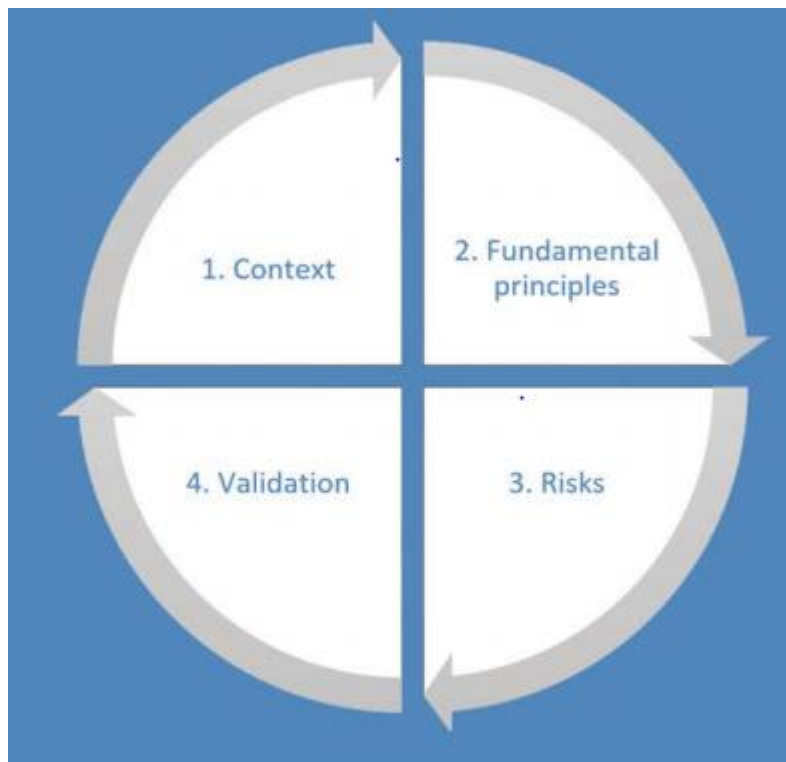 1. Context
2. Fundamental
principles
4. Validation
3. Risks